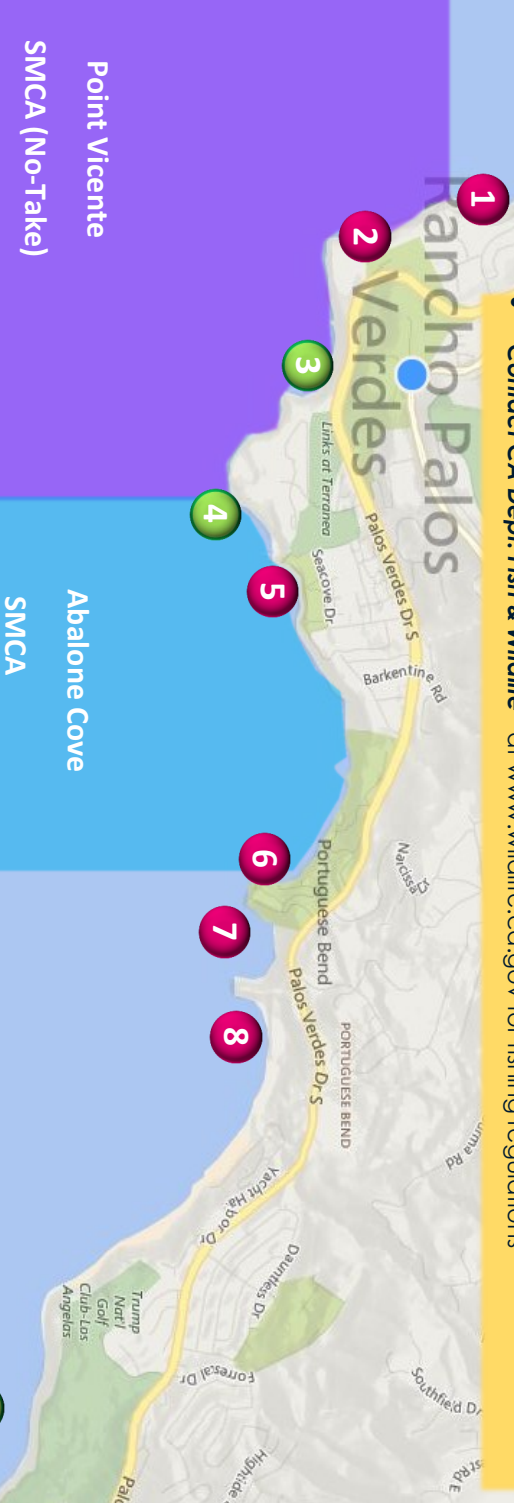 Contact CA Dept. Fish & Wildlife - at www.wildlife.ca.gov for fishing regulations
Rancho Palos
Verdes
1
2
3
4
5
6
7
8
Point Vicente
SMCA (No-Take)
Abalone Cove
SMCA
Links at Terranea
Seacove Dr
Palos Verdes Dr S
Barkentine Rd
Narcissa
Portuguese Bend
Palos Verdes Dr S
PORTUGUESE BEND
Yacht Harbor Dr
Dauntless Dr
Forrestal Dr
Trump
Nat'l
Golf
Club-Los
Angelas
Southfield Dr
Hightide